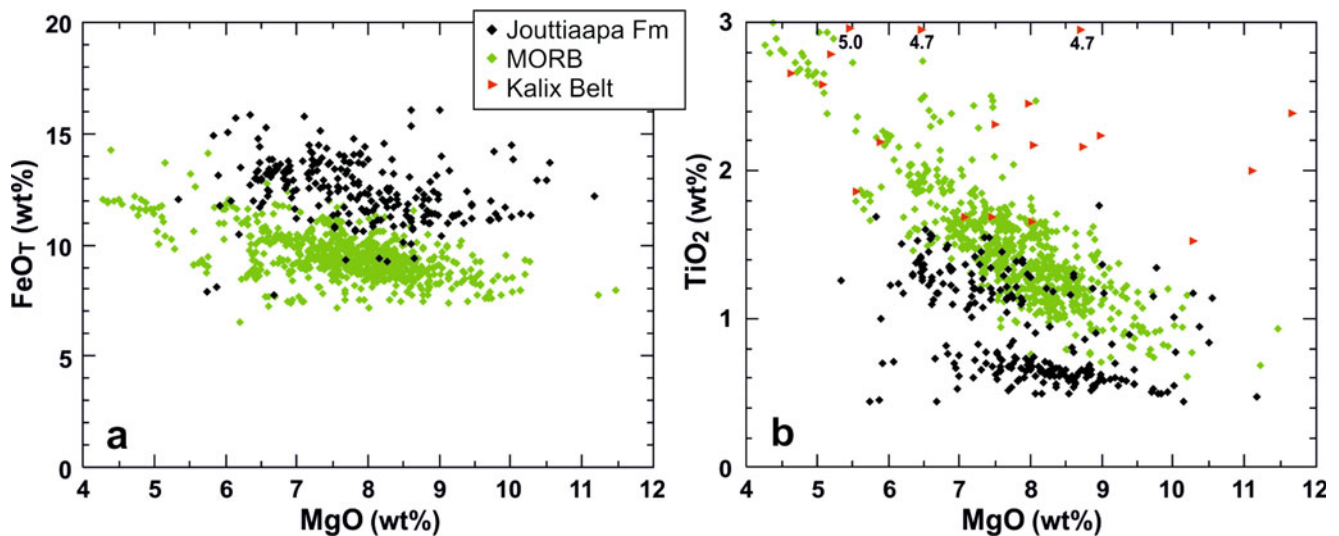 Jouttiaapa Fm
MORB
Kalix Belt
20
15
10
5
0
FeOT (wt%)
a
4 5 6 7 8 9 10 11 12
MgO (wt%)
3
2
1
0
TiO2 (wt%)
5.0 4.7 4.7
b
4 5 6 7 8 9 10 11 12
MgO (wt%)